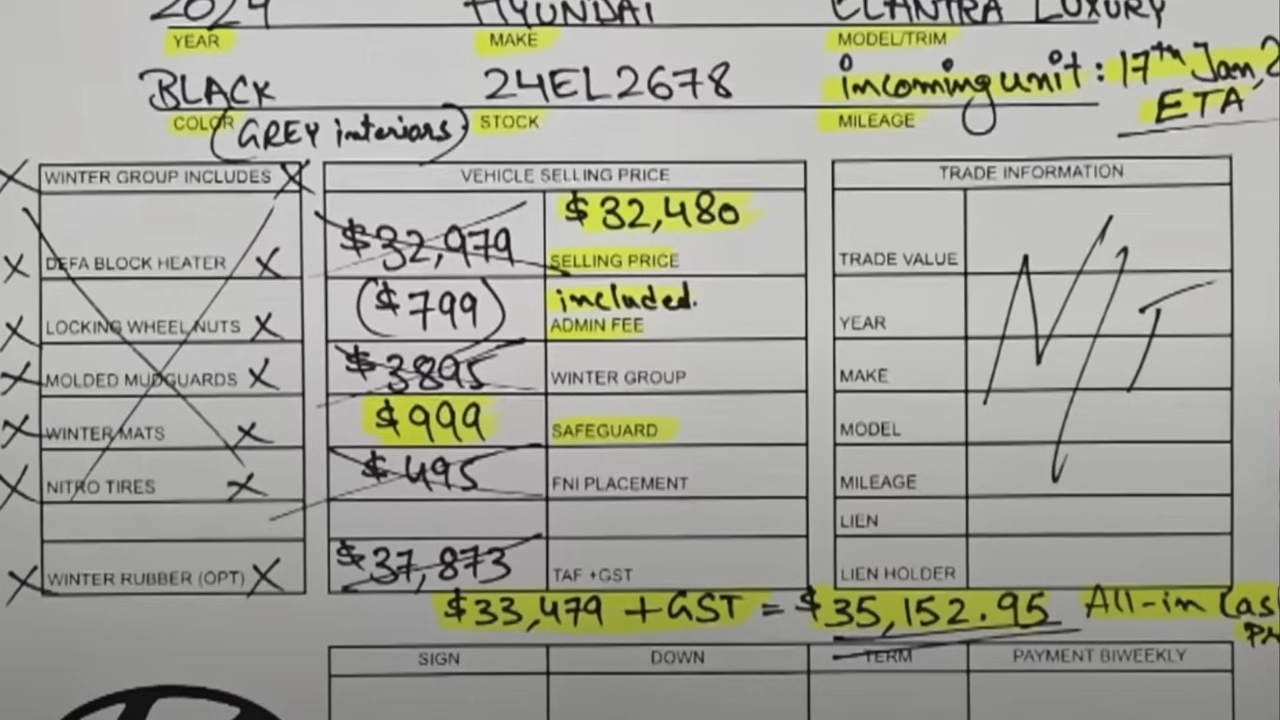 2024 HYUNDAI ELANTRA LUXURY
YEAR MAKE MODEL/TRIM
BLACK 24EL2678 incoming unit: 17th Jan, 2
ETA
COLOR STOCK MILEAGE
(GREY interiors)
WINTER GROUP INCLUDES
DEFA BLOCK HEATER
LOCKING WHEEL NUTS
MOLDED MUDGUARDS
WINTER MATS
NITRO TIRES
WINTER RUBBER (OPT)
VEHICLE SELLING PRICE
$32,480
$32,979 SELLING PRICE
included.
($799) ADMIN FEE
$3895 WINTER GROUP
$999 SAFEGUARD
$495 FNI PLACEMENT
$37,873 TAF +GST
TRADE INFORMATION
TRADE VALUE
YEAR
MAKE
MODEL
MILEAGE
LIEN
LIEN HOLDER
N/T
$33,479 + GST = $35,152.95 All-in Cas
SIGN DOWN TERM PAYMENT BIWEEKLY